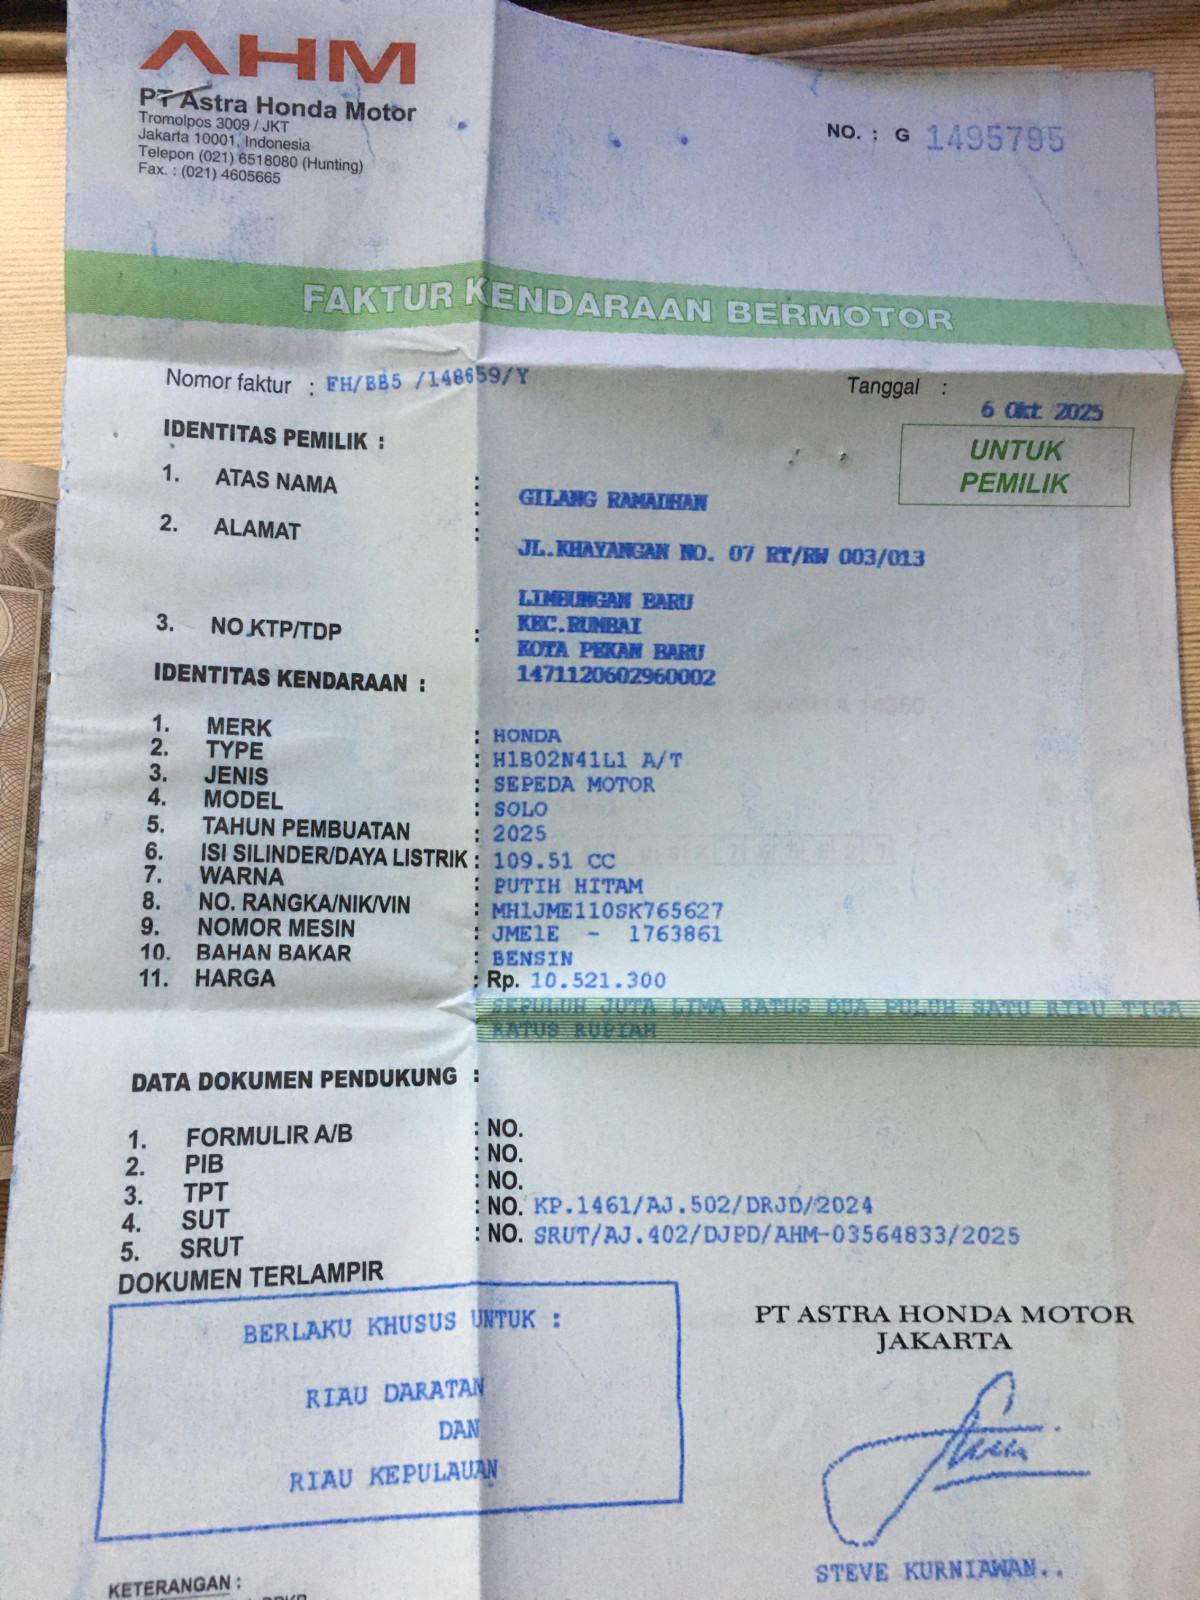 AHM
PT Astra Honda Motor
Tromolpos 3009 / JKT
Jakarta 10001, Indonesia
Telepon (021) 6518080 (Hunting)
Fax. : (021) 4605665
NO. : G 1495795
FAKTUR KENDARAAN BERMOTOR
Nomor faktur : FH/BB5 /148659/Y
Tanggal :
6 Okt 2025
UNTUK
PEMILIK
IDENTITAS PEMILIK :
1. ATAS NAMA :
GILANG RAMADHAN
2. ALAMAT :
JL.KHAYANGAN NO. 07 RT/RW 003/013
LIMBUNGAN BARU
KEC.RUMBAI
KOTA PEKAN BARU
3. NO.KTP/TDP :
1471120602960002
IDENTITAS KENDARAAN :
1. MERK : HONDA
2. TYPE : H1B02N41L1 A/T
3. JENIS : SEPEDA MOTOR
4. MODEL : SOLO
5. TAHUN PEMBUATAN : 2025
6. ISI SILINDER/DAYA LISTRIK : 109.51 CC
7. WARNA : PUTIH HITAM
8. NO. RANGKA/NIK/VIN : MH1JME110SK765627
9. NOMOR MESIN : JME1E - 1763861
10. BAHAN BAKAR : BENSIN
11. HARGA : Rp. 10.521.300
SEPULUH JUTA LIMA RATUS DUA PULUH SATU RIBU TIGA
RATUS RUPIAH
DATA DOKUMEN PENDUKUNG :
1. FORMULIR A/B : NO.
2. PIB : NO.
3. TPT : NO.
4. SUT : NO. KP.1461/AJ.502/DRJD/2024
5. SRUT : NO. SRUT/AJ.402/DJPD/AHM-03564833/2025
DOKUMEN TERLAMPIR
BERLAKU KHUSUS UNTUK :
RIAU DARATAN
DAN
RIAU KEPULAUAN
PT ASTRA HONDA MOTOR
JAKARTA
STEVE KURNIAWAN..
KETERANGAN :